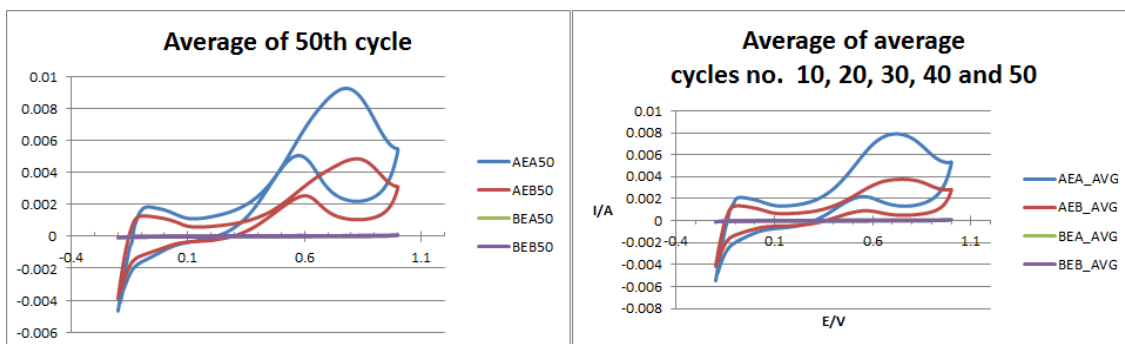 Average of 50th cycle
0.01
0.008
0.006
0.004
0.002
0
-0.002
-0.004
-0.006
-0.4
0.1
0.6
1.1
AEA50
AEB50
BEA50
BEB50
Average of average
cycles no. 10, 20, 30, 40 and 50
0.01
0.008
0.006
0.004
0.002
0
-0.002
-0.004
-0.006
-0.008
I/A
-0.4
0.1
0.6
1.1
E/V
AEA_AVG
AEB_AVG
BEA_AVG
BEB_AVG